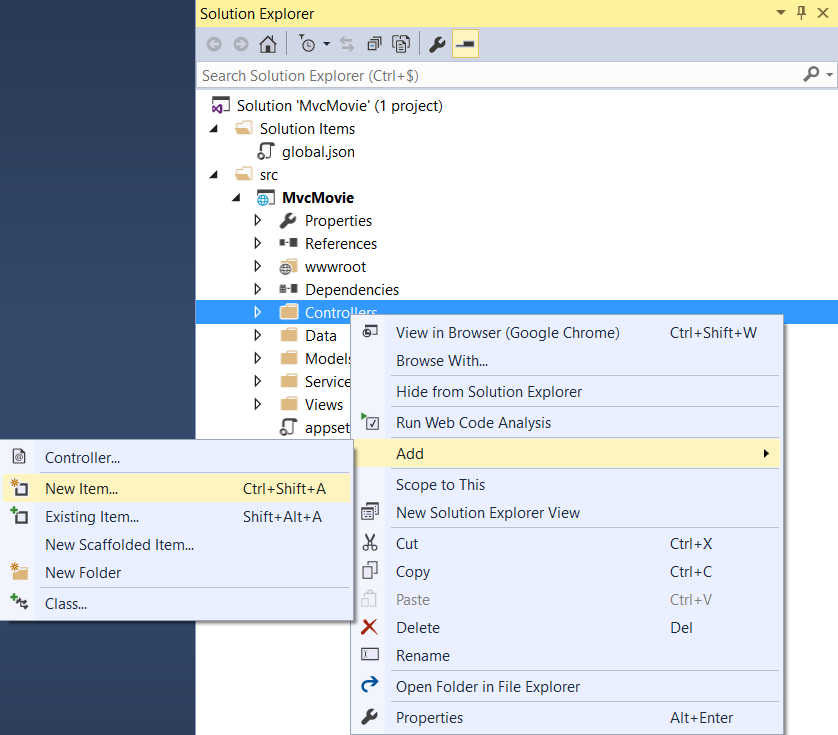 Solution Explorer
Search Solution Explorer (Ctrl+$)
Solution 'MvcMovie' (1 project)
Solution Items
global.json
src
MvcMovie
Properties
References
wwwroot
Dependencies
Controllers
Data
Models
Service
Views
appset
View in Browser (Google Chrome) Ctrl+Shift+W
Browse With...
Hide from Solution Explorer
Run Web Code Analysis
Add
Scope to This
New Solution Explorer View
Cut Ctrl+X
Copy Ctrl+C
Paste Ctrl+V
Delete Del
Rename
Open Folder in File Explorer
Properties Alt+Enter
Controller...
New Item... Ctrl+Shift+A
Existing Item... Shift+Alt+A
New Scaffolded Item...
New Folder
Class...